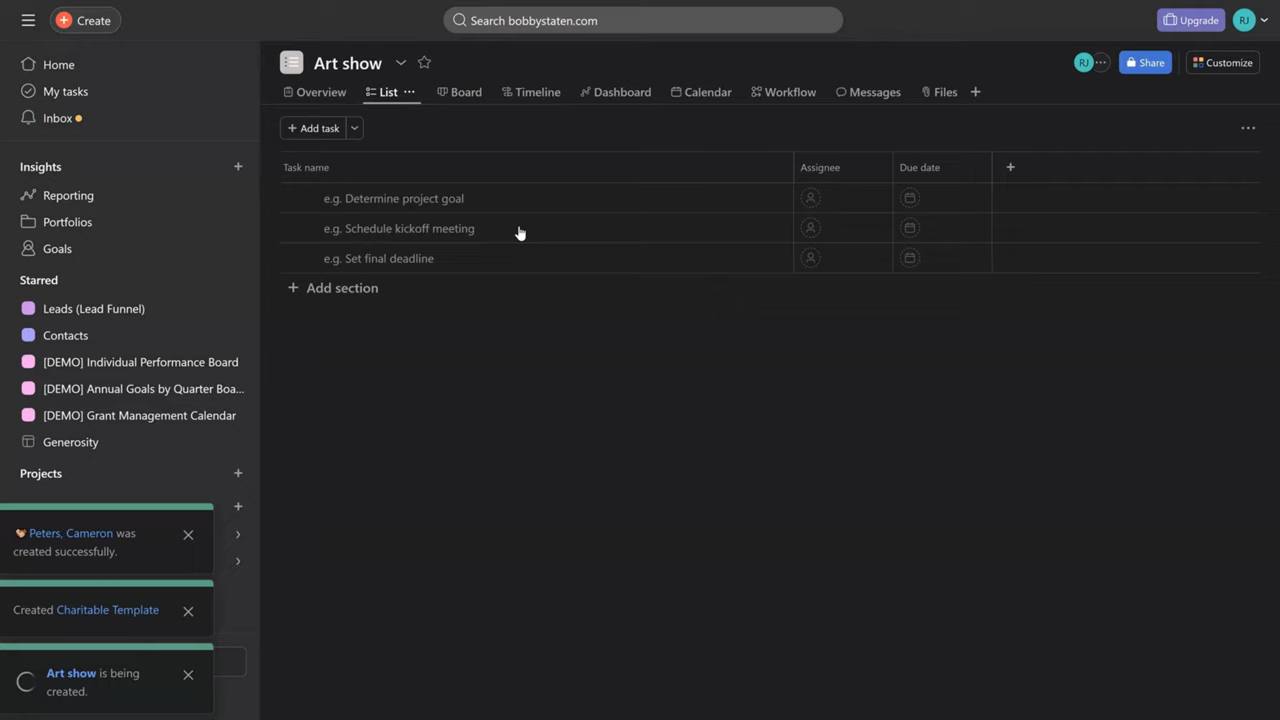 Create
Search bobbystaten.com
Upgrade
RJ
Home
My tasks
Inbox
Insights
Reporting
Portfolios
Goals
Starred
Leads (Lead Funnel)
Contacts
[DEMO] Individual Performance Board
[DEMO] Annual Goals by Quarter Boa...
[DEMO] Grant Management Calendar
Generosity
Projects
Peters, Cameron was
created successfully.
Created Charitable Template
Art show is being
created.
Art show
RJ
Share
Customize
Overview
List
Board
Timeline
Dashboard
Calendar
Workflow
Messages
Files
Add task
Task name
Assignee
Due date
e.g. Determine project goal
e.g. Schedule kickoff meeting
e.g. Set final deadline
Add section